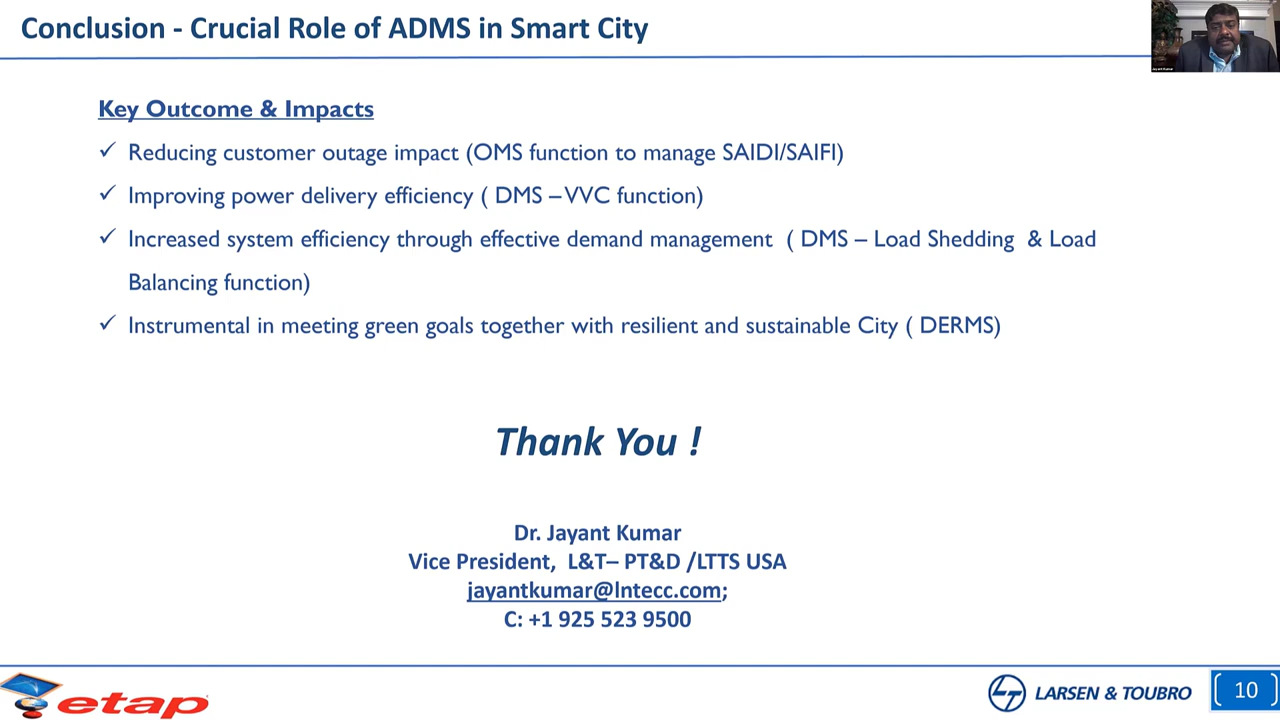 Conclusion - Crucial Role of ADMS in Smart City
Jayant Kumar
Key Outcome & Impacts
✓ Reducing customer outage impact (OMS function to manage SAIDI/SAIFI)
✓ Improving power delivery efficiency ( DMS – VVC function)
✓ Increased system efficiency through effective demand management ( DMS – Load Shedding & Load
Balancing function)
✓ Instrumental in meeting green goals together with resilient and sustainable City ( DERMS)
Thank You !
Dr. Jayant Kumar
Vice President, L&T– PT&D /LTTS USA
jayantkumar@lntecc.com;
C: +1 925 523 9500
etap
LARSEN & TOUBRO
10